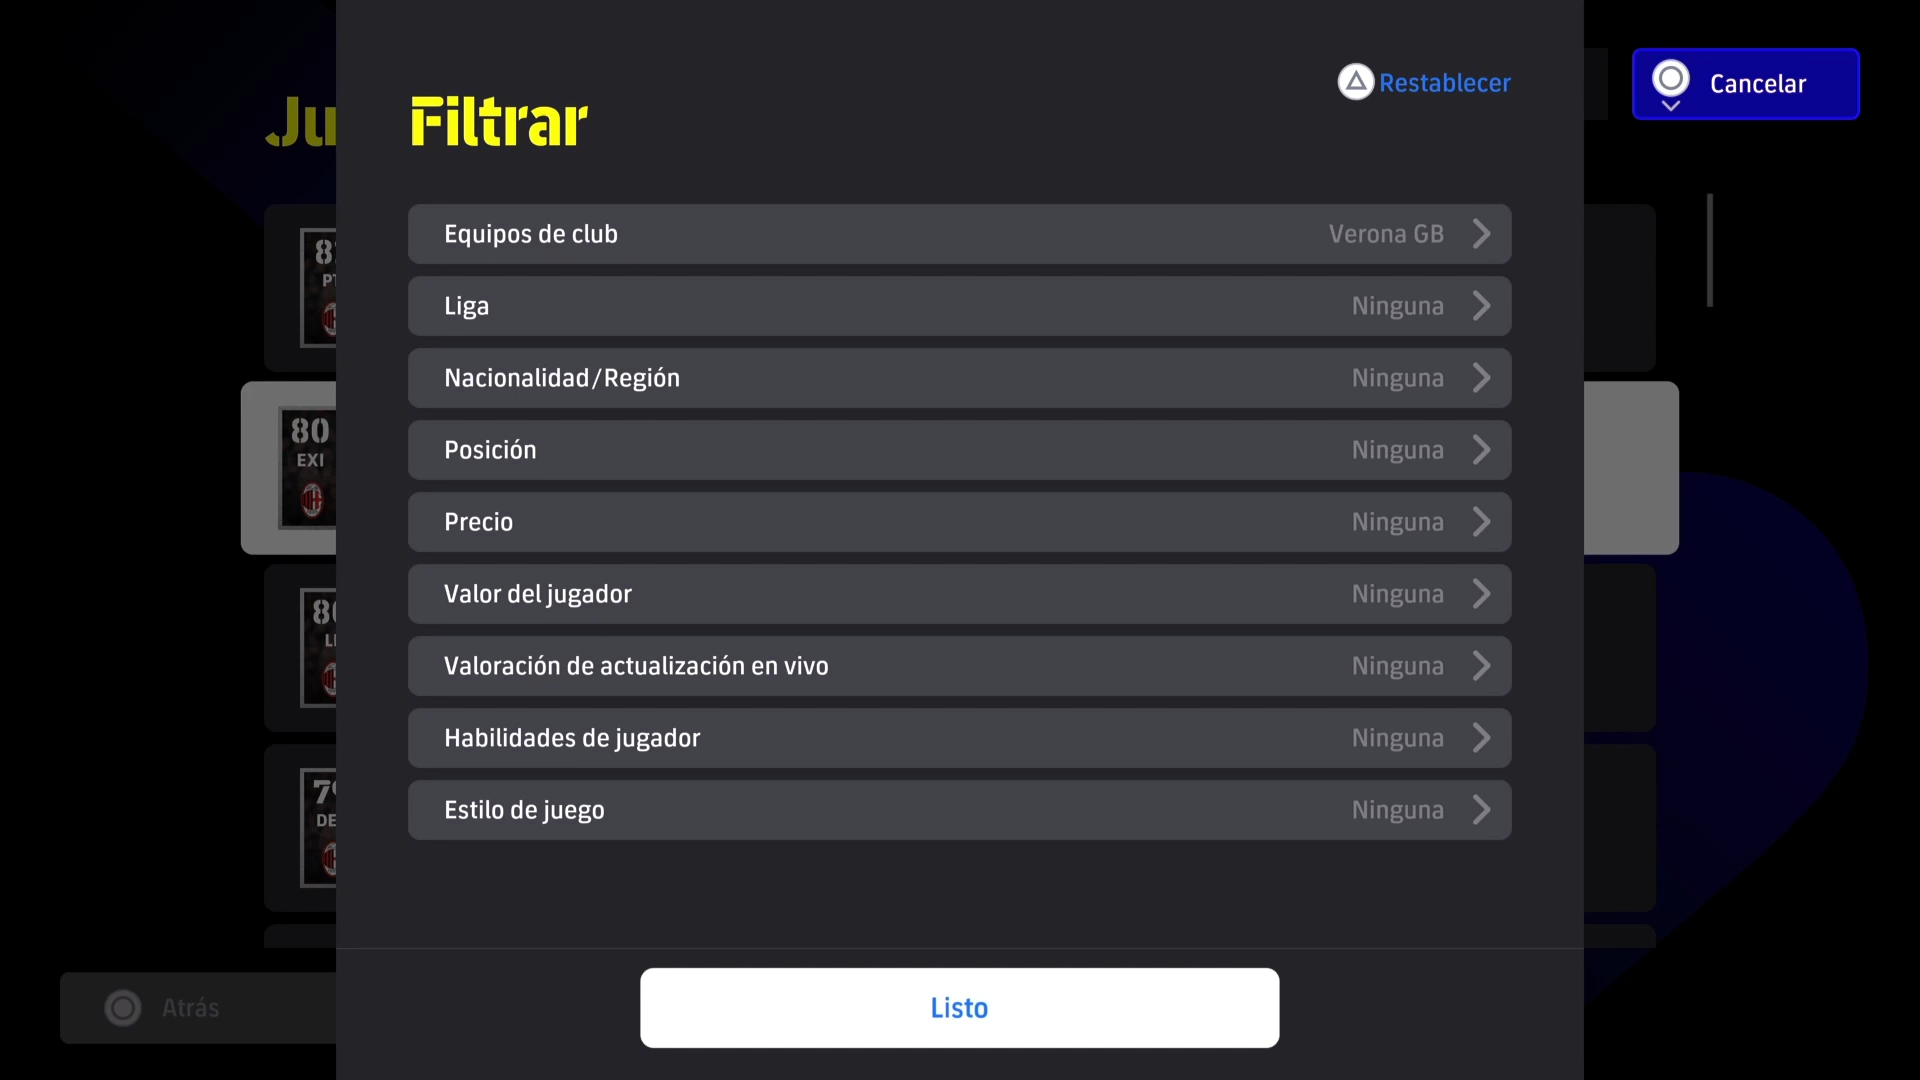 Restablecer
Cancelar
Filtrar
Equipos de club Verona GB
Liga Ninguna
Nacionalidad/Región Ninguna
Posición Ninguna
Precio Ninguna
Valor del jugador Ninguna
Valoración de actualización en vivo Ninguna
Habilidades de jugador Ninguna
Estilo de juego Ninguna
80
EXI
Atrás
Listo